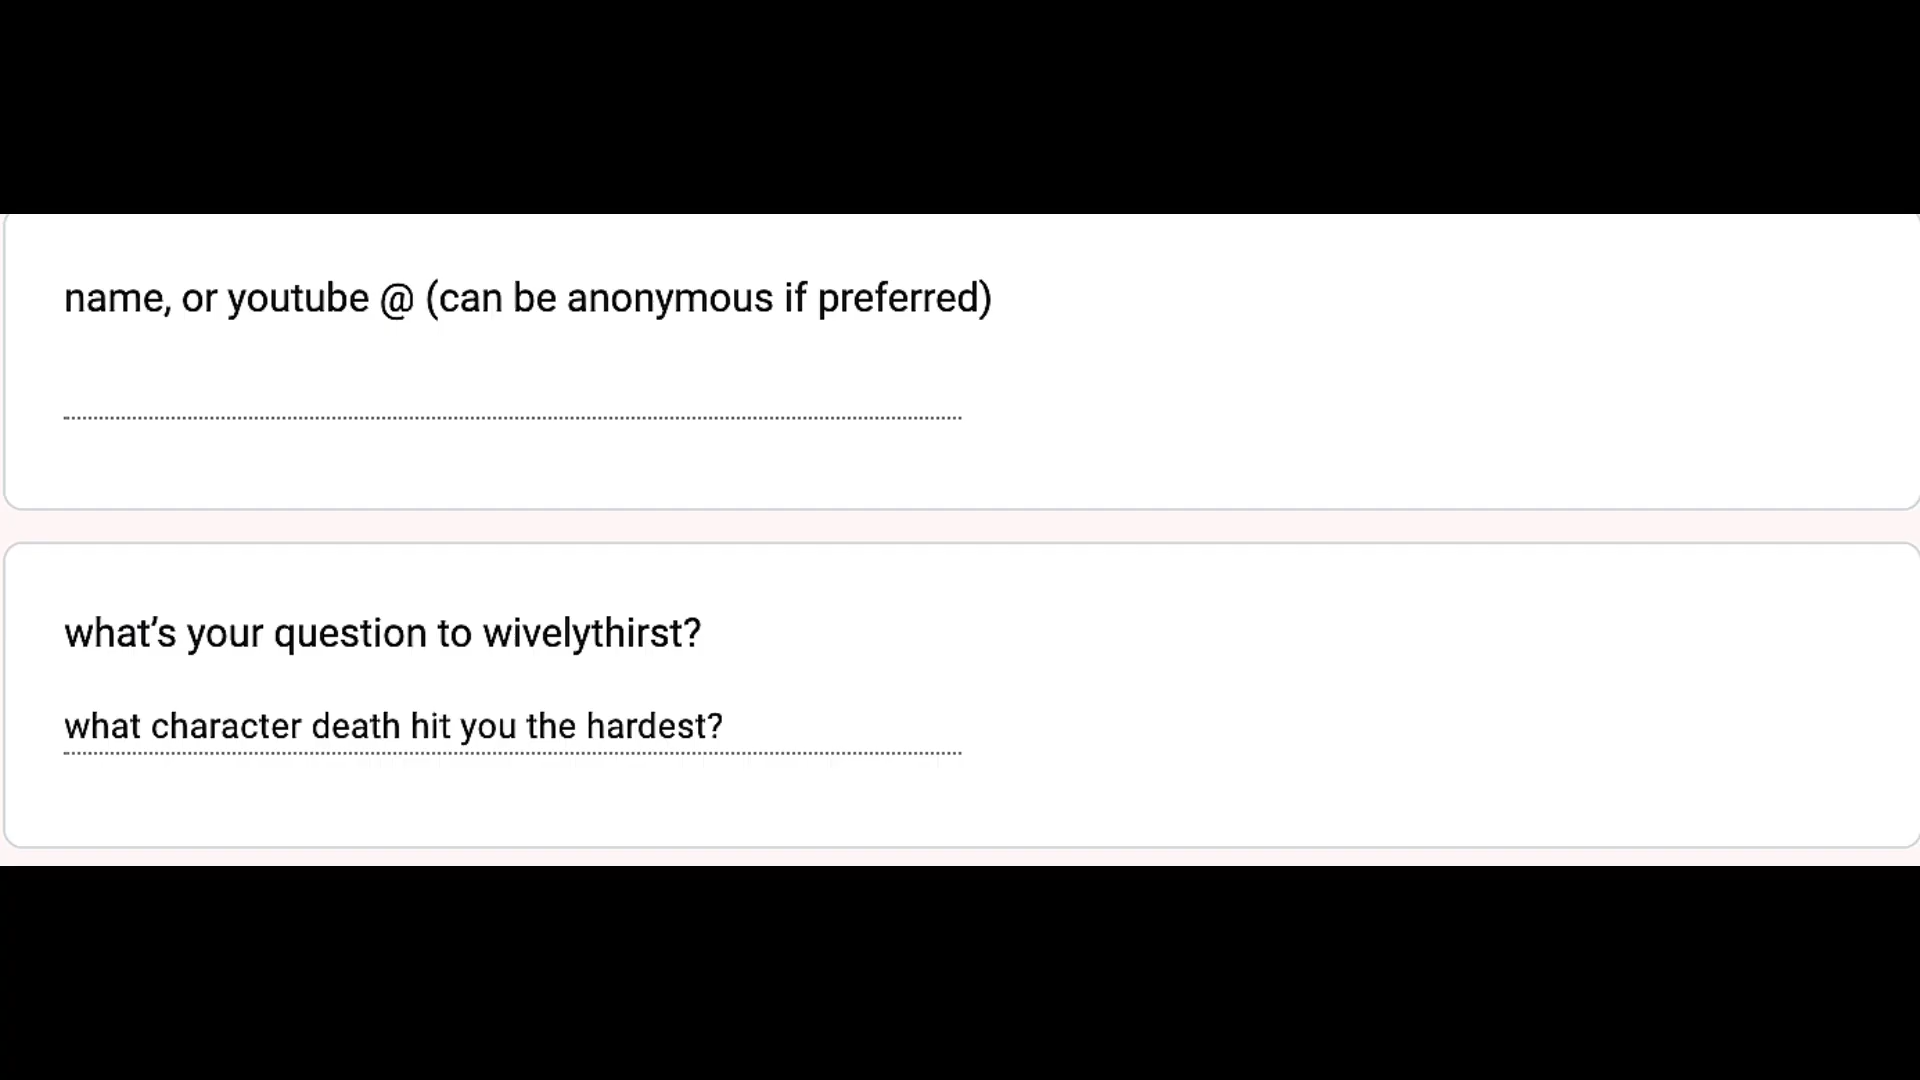 name, or youtube @ (can be anonymous if preferred)
what’s your question to wivelythirst?
what character death hit you the hardest?